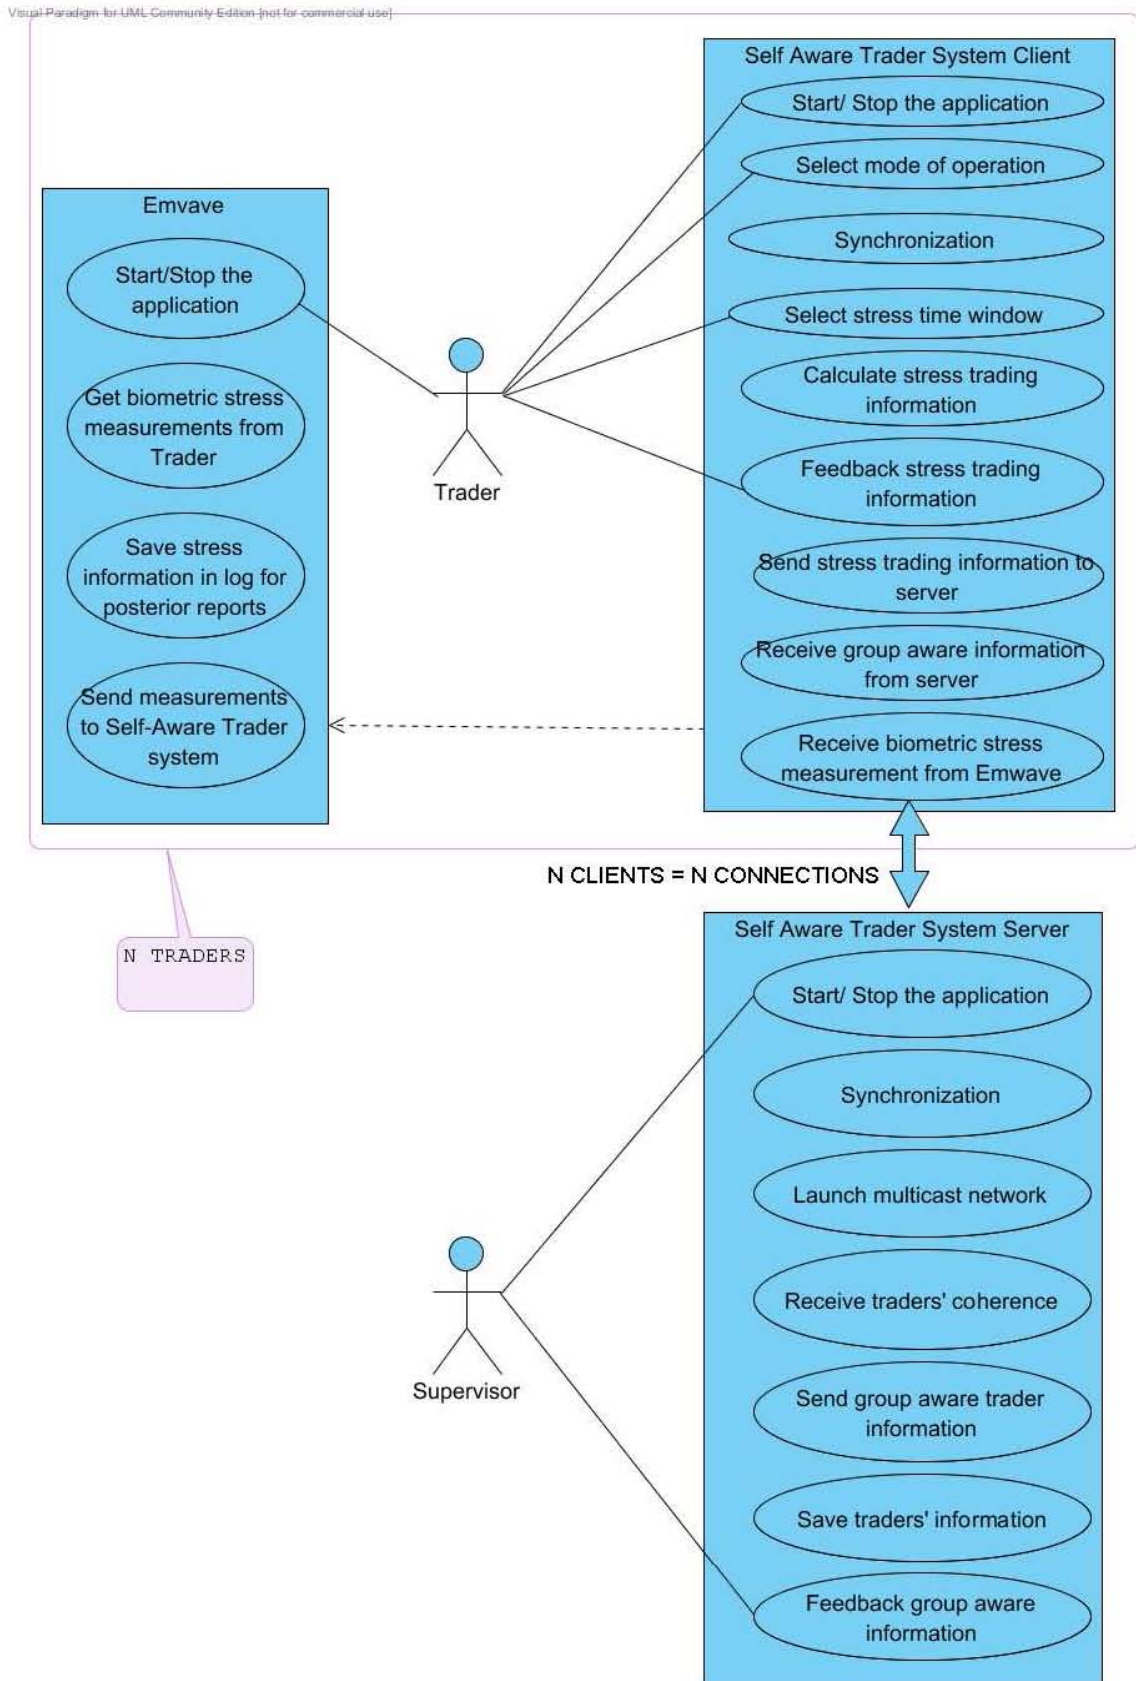 Visual Paradigm for UML Community Edition [not for commercial use]
Self Aware Trader System Client
Start/ Stop the application
Select mode of operation
Synchronization
Select stress time window
Calculate stress trading
information
Feedback stress trading
information
Send stress trading information to
server
Receive group aware information
from server
Receive biometric stress
measurement from Emwave
Emvave
Start/Stop the
application
Get biometric stress
measurements from
Trader
Save stress
information in log for
posterior reports
Send measurements
to Self-Aware Trader
system
Trader
N CLIENTS = N CONNECTIONS
N TRADERS
Self Aware Trader System Server
Start/ Stop the application
Synchronization
Launch multicast network
Receive traders' coherence
Send group aware trader
information
Save traders' information
Feedback group aware
information
Supervisor